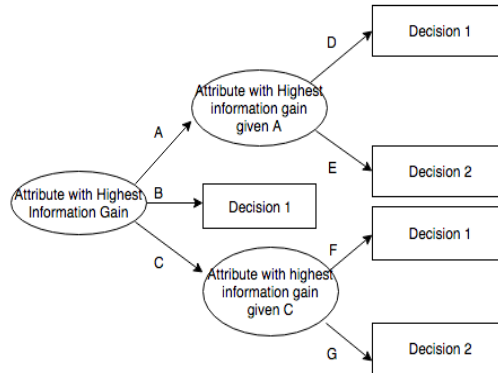 D
Decision 1
Attribute with Highest
information gain
given A
A
E
Decision 2
Attribute with Highest
Information Gain
B
Decision 1
C
F
Decision 1
Attribute with highest
information gain
given C
G
Decision 2